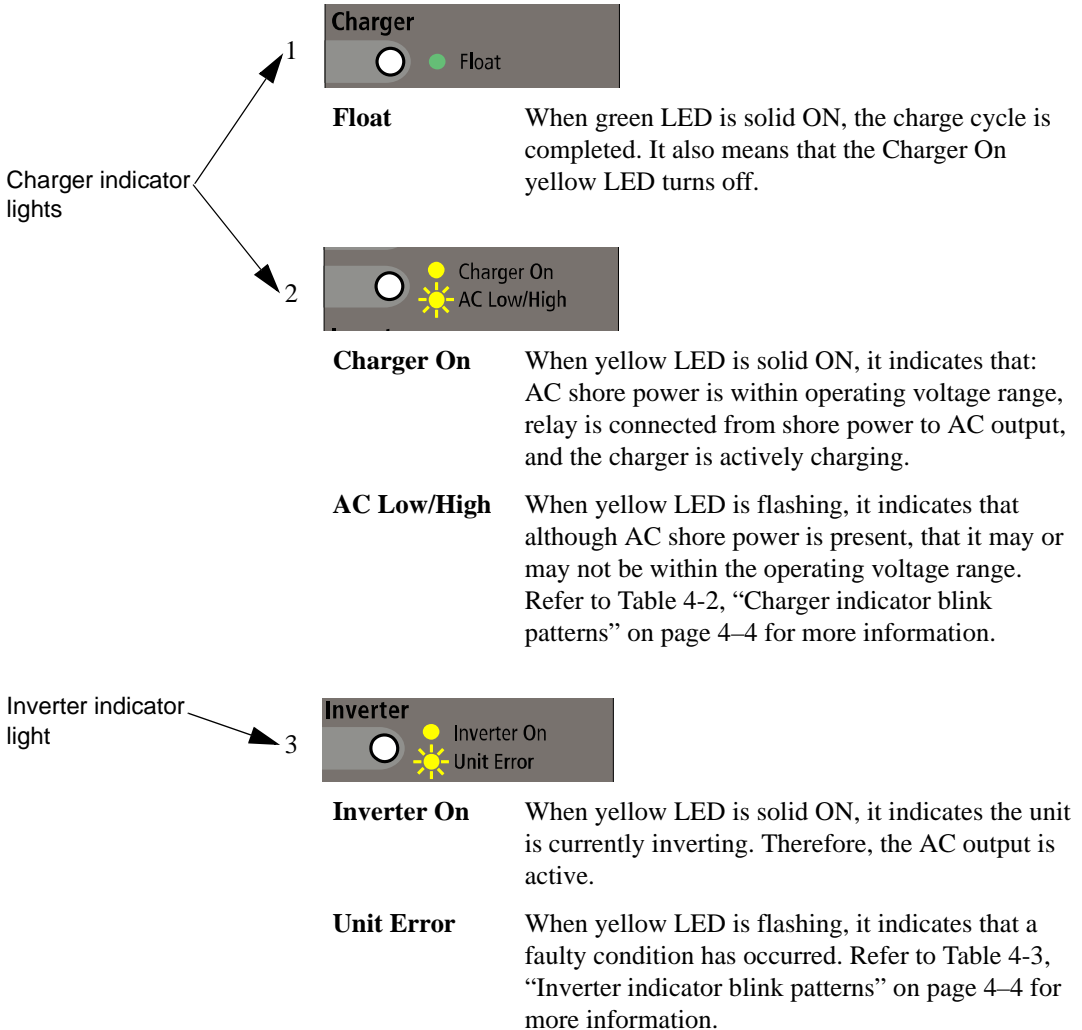 Charger
1
Float
Float When green LED is solid ON, the charge cycle is
completed. It also means that the Charger On
yellow LED turns off.
Charger indicator
lights
2
Charger On
AC Low/High
Charger On When yellow LED is solid ON, it indicates that:
AC shore power is within operating voltage range,
relay is connected from shore power to AC output,
and the charger is actively charging.
AC Low/High When yellow LED is flashing, it indicates that
although AC shore power is present, that it may or
may not be within the operating voltage range.
Refer to Table 4-2, “Charger indicator blink
patterns” on page 4–4 for more information.
Inverter indicator
light
3
Inverter
Inverter On
Unit Error
Inverter On When yellow LED is solid ON, it indicates the unit
is currently inverting. Therefore, the AC output is
active.
Unit Error When yellow LED is flashing, it indicates that a
faulty condition has occurred. Refer to Table 4-3,
“Inverter indicator blink patterns” on page 4–4 for
more information.